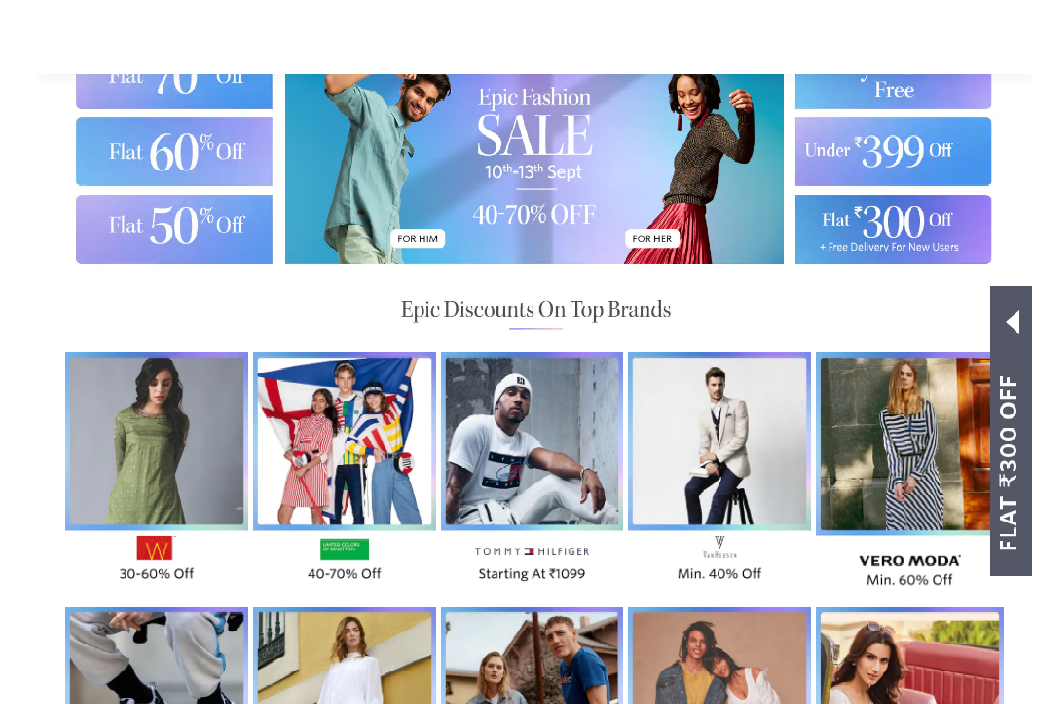 Flat 70% Off
Free
Epic Fashion
SALE
10th-13th Sept
40-70% OFF
FOR HIM
FOR HER
Flat 60% Off
Under ₹399 Off
Flat 50% Off
Flat ₹300 Off
+ Free Delivery For New Users
Epic Discounts On Top Brands
FLAT ₹300 OFF
W
UNITED COLORS
OF BENETTON.
TOMMY HILFIGER
VAN HEUSEN
VERO MODA
30-60% Off
40-70% Off
Starting At ₹1099
Min. 40% Off
Min. 60% Off